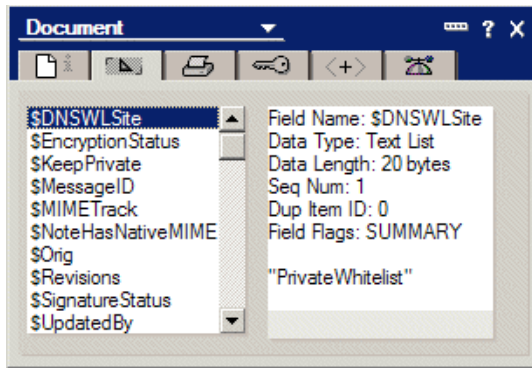 Document
?
X
<+>
$DNSWLSite
$EncryptionStatus
$KeepPrivate
$MessageID
$MIMETrack
$NoteHasNativeMIME
$Orig
$Revisions
$SignatureStatus
$UpdatedBy
Field Name: $DNSWLSite
Data Type: Text List
Data Length: 20 bytes
Seq Num: 1
Dup Item ID: 0
Field Flags: SUMMARY
"PrivateWhitelist"